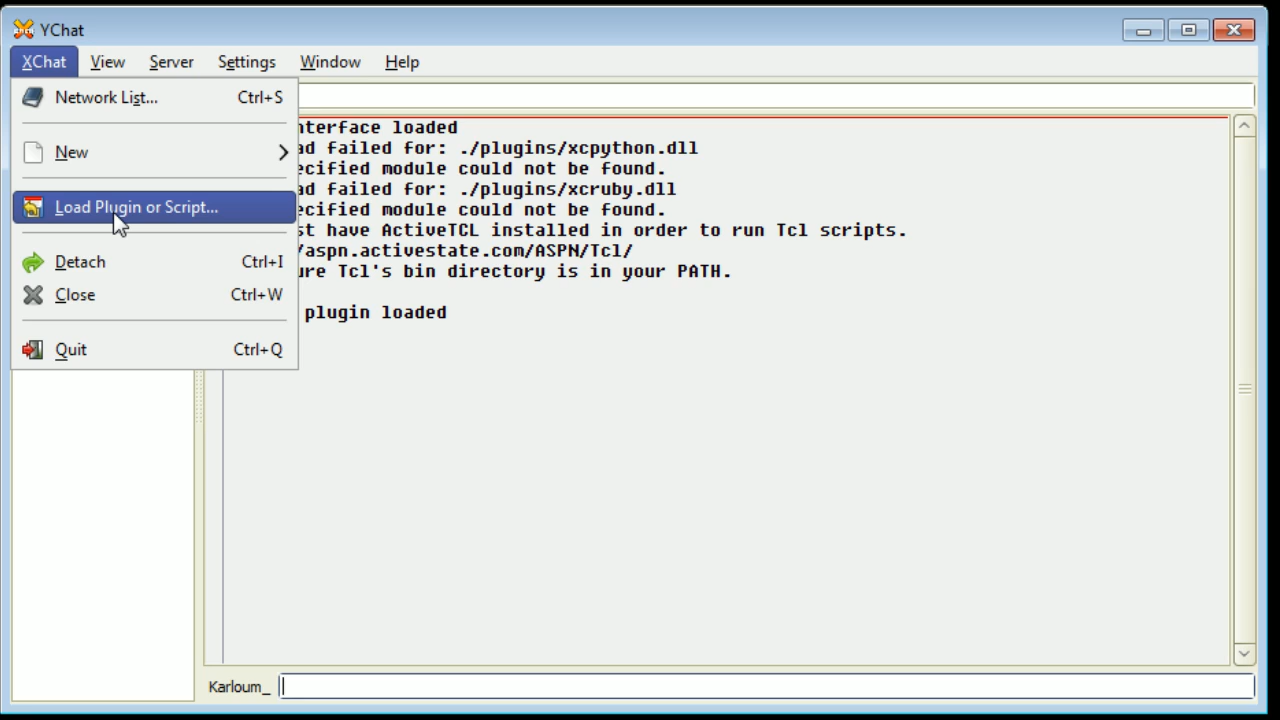 YChat
XChat View Server Settings Window Help
Network List... Ctrl+S
New
Load Plugin or Script...
Detach Ctrl+I
Close Ctrl+W
Quit Ctrl+Q
nterface loaded
ad failed for: ./plugins/xcpython.dll
ecified module could not be found.
ad failed for: ./plugins/xcruby.dll
ecified module could not be found.
st have ActiveTCL installed in order to run Tcl scripts.
/aspn.activestate.com/ASPN/Tcl/
ure Tcl's bin directory is in your PATH.
plugin loaded
Karloum_